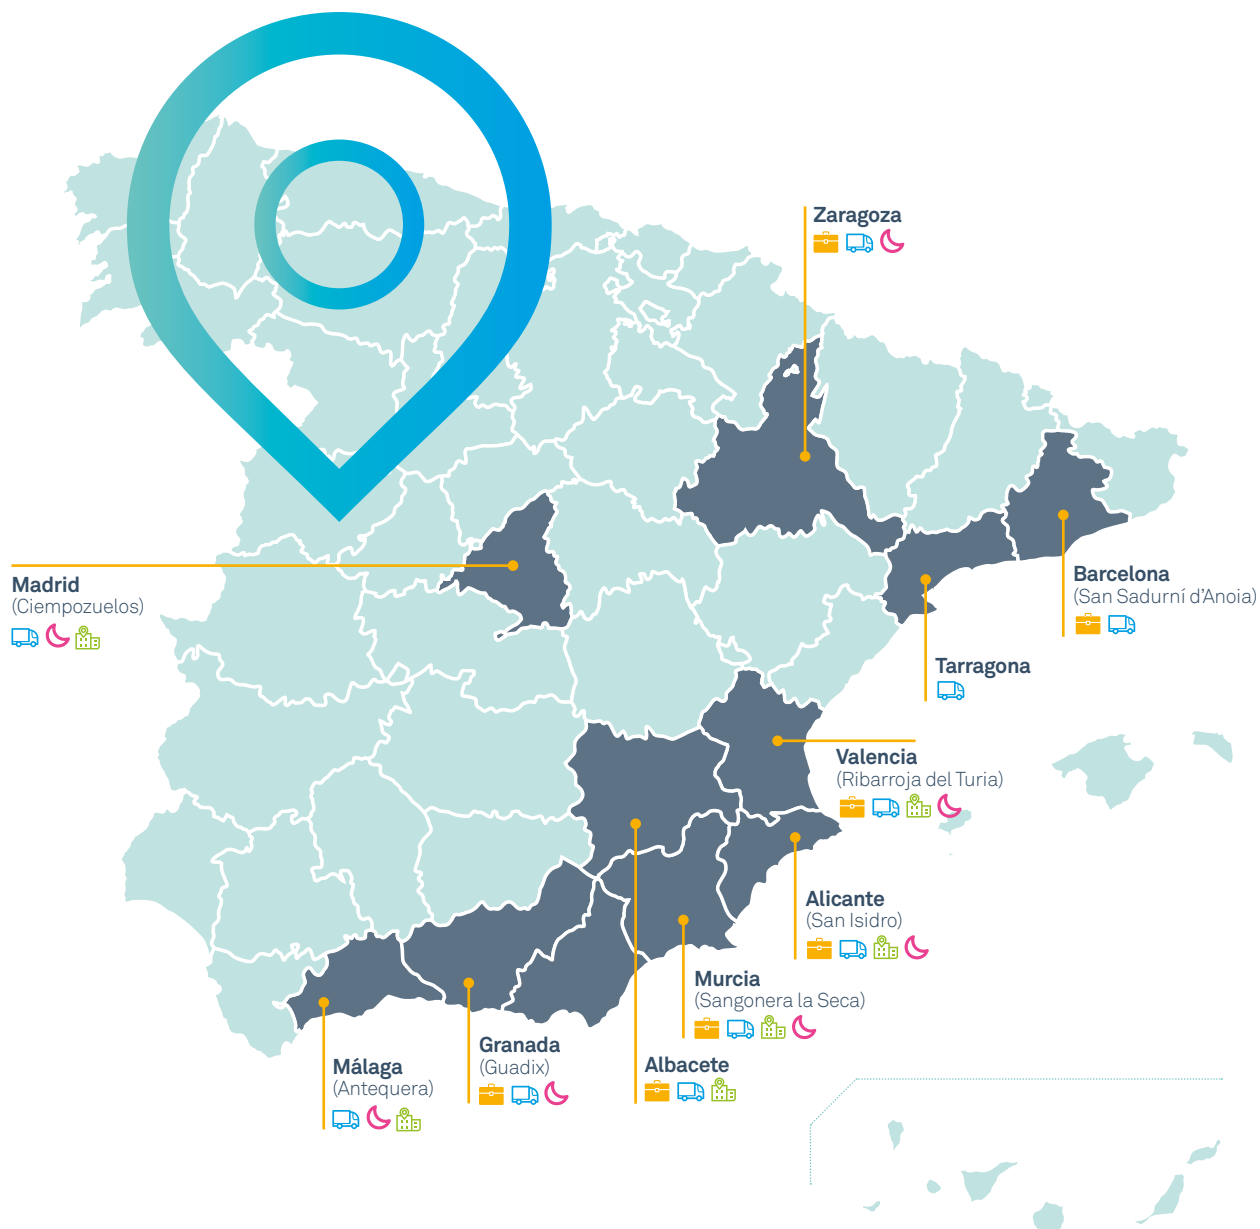 Zaragoza
Madrid
(Ciempozuelos)
Barcelona
(San Sadurní d'Anoia)
Tarragona
Valencia
(Ribarroja del Turia)
Alicante
(San Isidro)
Murcia
(Sangonera la Seca)
Granada
(Guadix)
Albacete
Málaga
(Antequera)